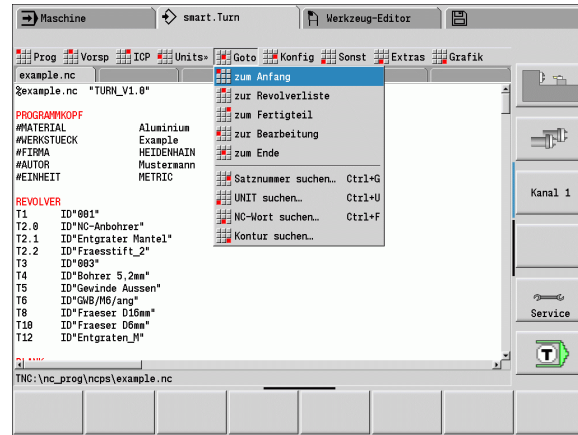 Maschine smart.Turn Werkzeug-Editor
Prog Vorsp ICP Units» Goto Konfig Sonst Extras Grafik
example.nc
%example.nc "TURN_V1.0"
PROGRAMMKOPF
#MATERIAL Aluminium
#WERKSTUECK Example
#FIRMA HEIDENHAIN
#AUTOR Mustermann
#EINHEIT METRIC
REVOLVER
T1 ID"001"
T2.0 ID"NC-Anbohrer"
T2.1 ID"Entgrater Mantel"
T2.2 ID"Fraesstift_2"
T3 ID"003"
T4 ID"Bohrer 5,2mm"
T5 ID"Gewinde Aussen"
T6 ID"GWB/M6/ang"
T8 ID"Fraeser D16mm"
T10 ID"Fraeser D6mm"
T12 ID"Entgraten_M"
zum Anfang
zur Revolverliste
zum Fertigteil
zur Bearbeitung
zum Ende
Satznummer suchen… Ctrl+G
UNIT suchen… Ctrl+U
NC-Wort suchen… Ctrl+F
Kontur suchen…
Kanal 1
Service
T
TNC:\nc_prog\ncps\example.nc